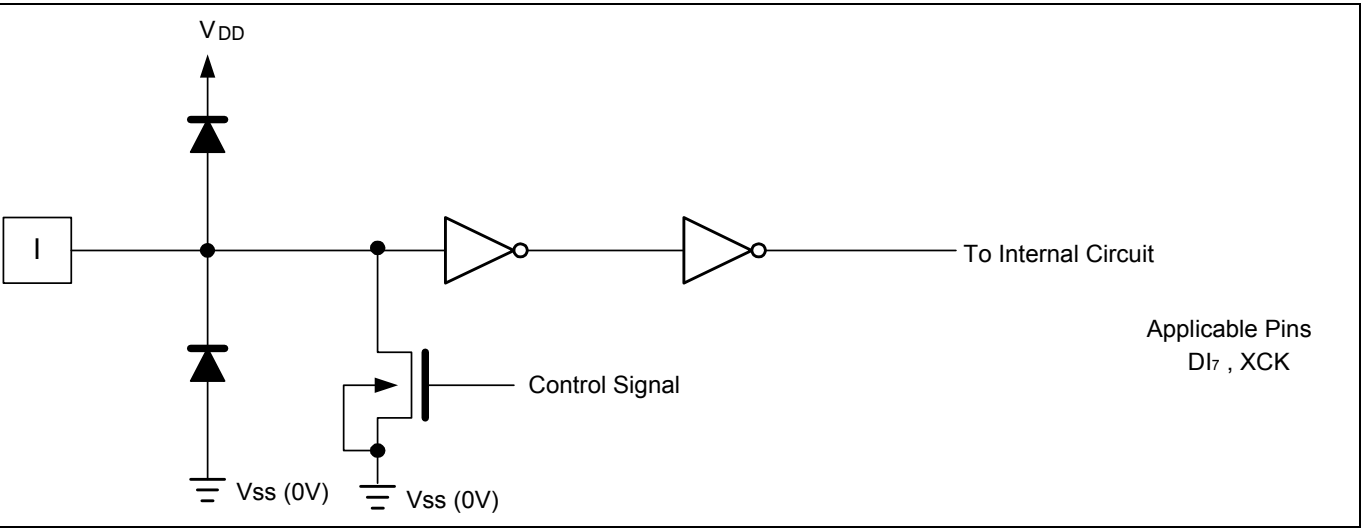 VDD
I
To Internal Circuit
Applicable Pins
DI7 , XCK
Control Signal
Vss (0V)
Vss (0V)